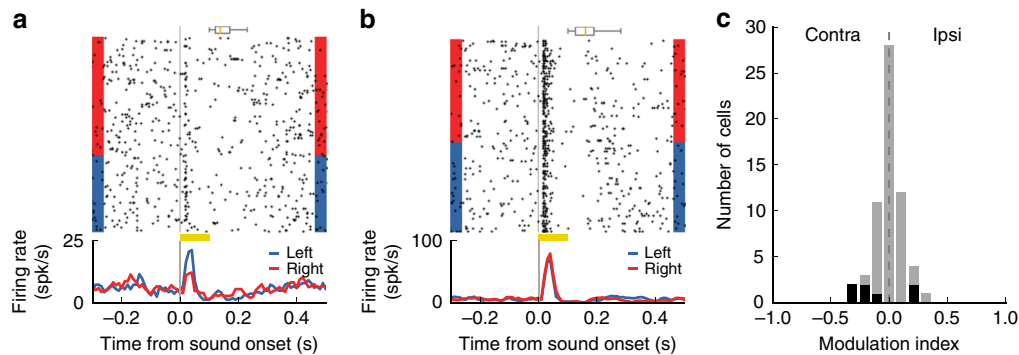 a
25
0
Firing rate
(spk/s)
Left
Right
−0.2 0.0 0.2 0.4
Time from sound onset (s)
b
100
0
Firing rate
(spk/s)
Left
Right
−0.2 0.0 0.2 0.4
Time from sound onset (s)
c
Contra Ipsi
30
25
20
15
10
5
0
Number of cells
−1.0 −0.5 0.0 0.5 1.0
Modulation index